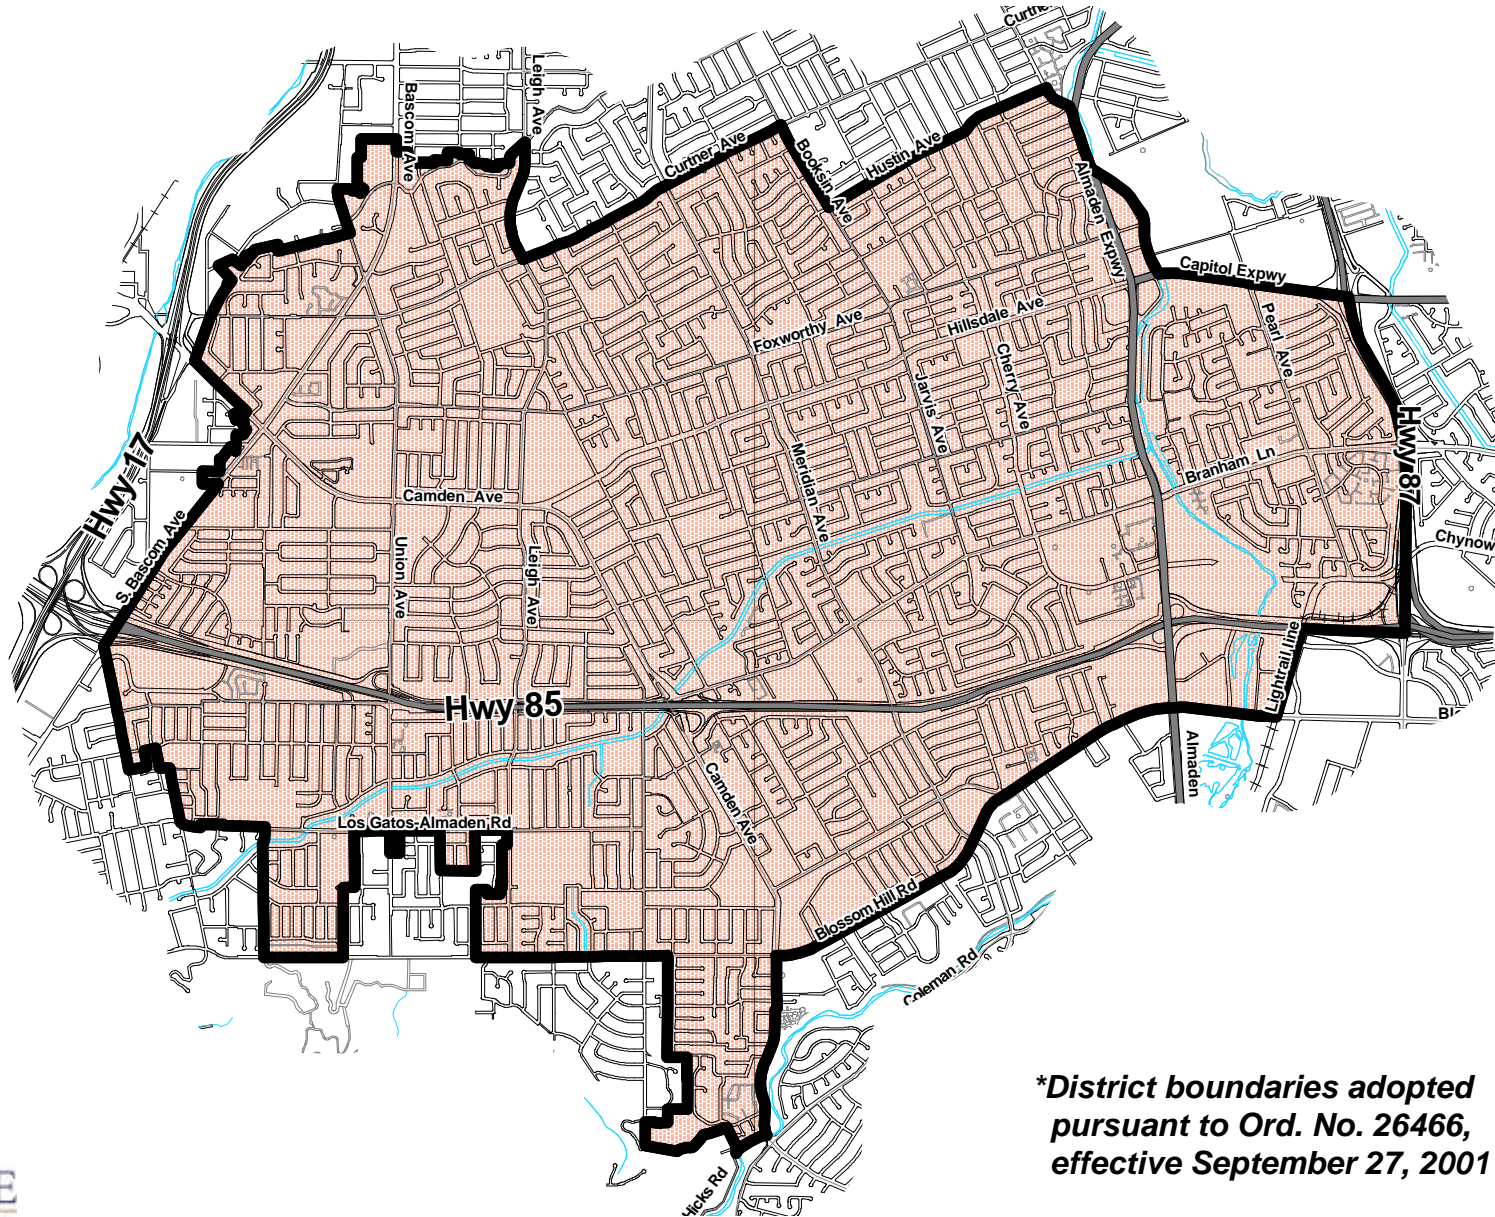 Curtne
Leigh Ave
Bascom Ave
Curtner Ave
Booksin Ave
Hustin Ave
Almaden Expwy
Capitol Expwy
Pearl Ave
Foxworthy Ave
Hillsdale Ave
Cherry Ave
Jarvis Ave
Hwy 87
Hwy 17
Meridian Ave
Branham Ln
Camden Ave
S. Bascom Ave
Union Ave
Leigh Ave
Chynow
Lightrail line
Hwy 85
Blo
Almaden
Camden Ave
Los Gatos-Almaden Rd
Blossom Hill Rd
Coleman Rd
*District boundaries adopted
pursuant to Ord. No. 26466,
effective September 27, 2001
Hicks Rd
E